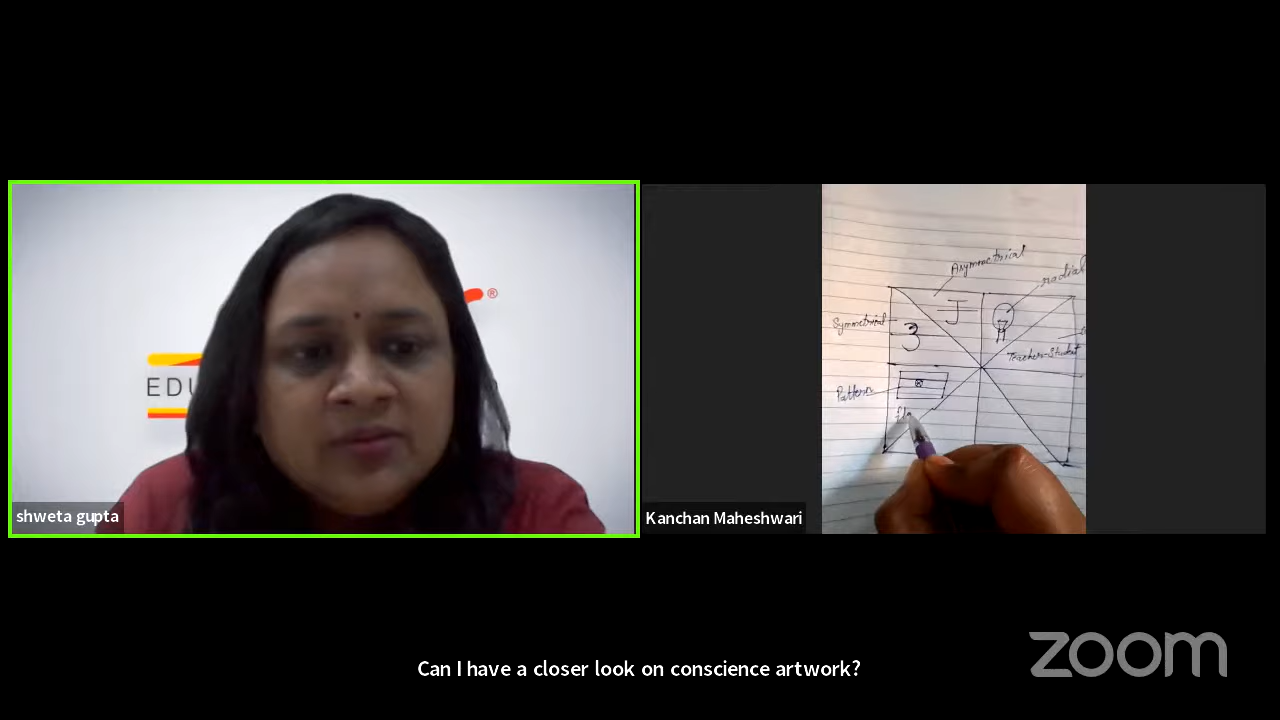 Asymmetrical
radial
J
Symmetrical
3
Teacher-Student
Pattern
fla
EDU
®
shweta gupta
Kanchan Maheshwari
Can I have a closer look on conscience artwork?
zoom